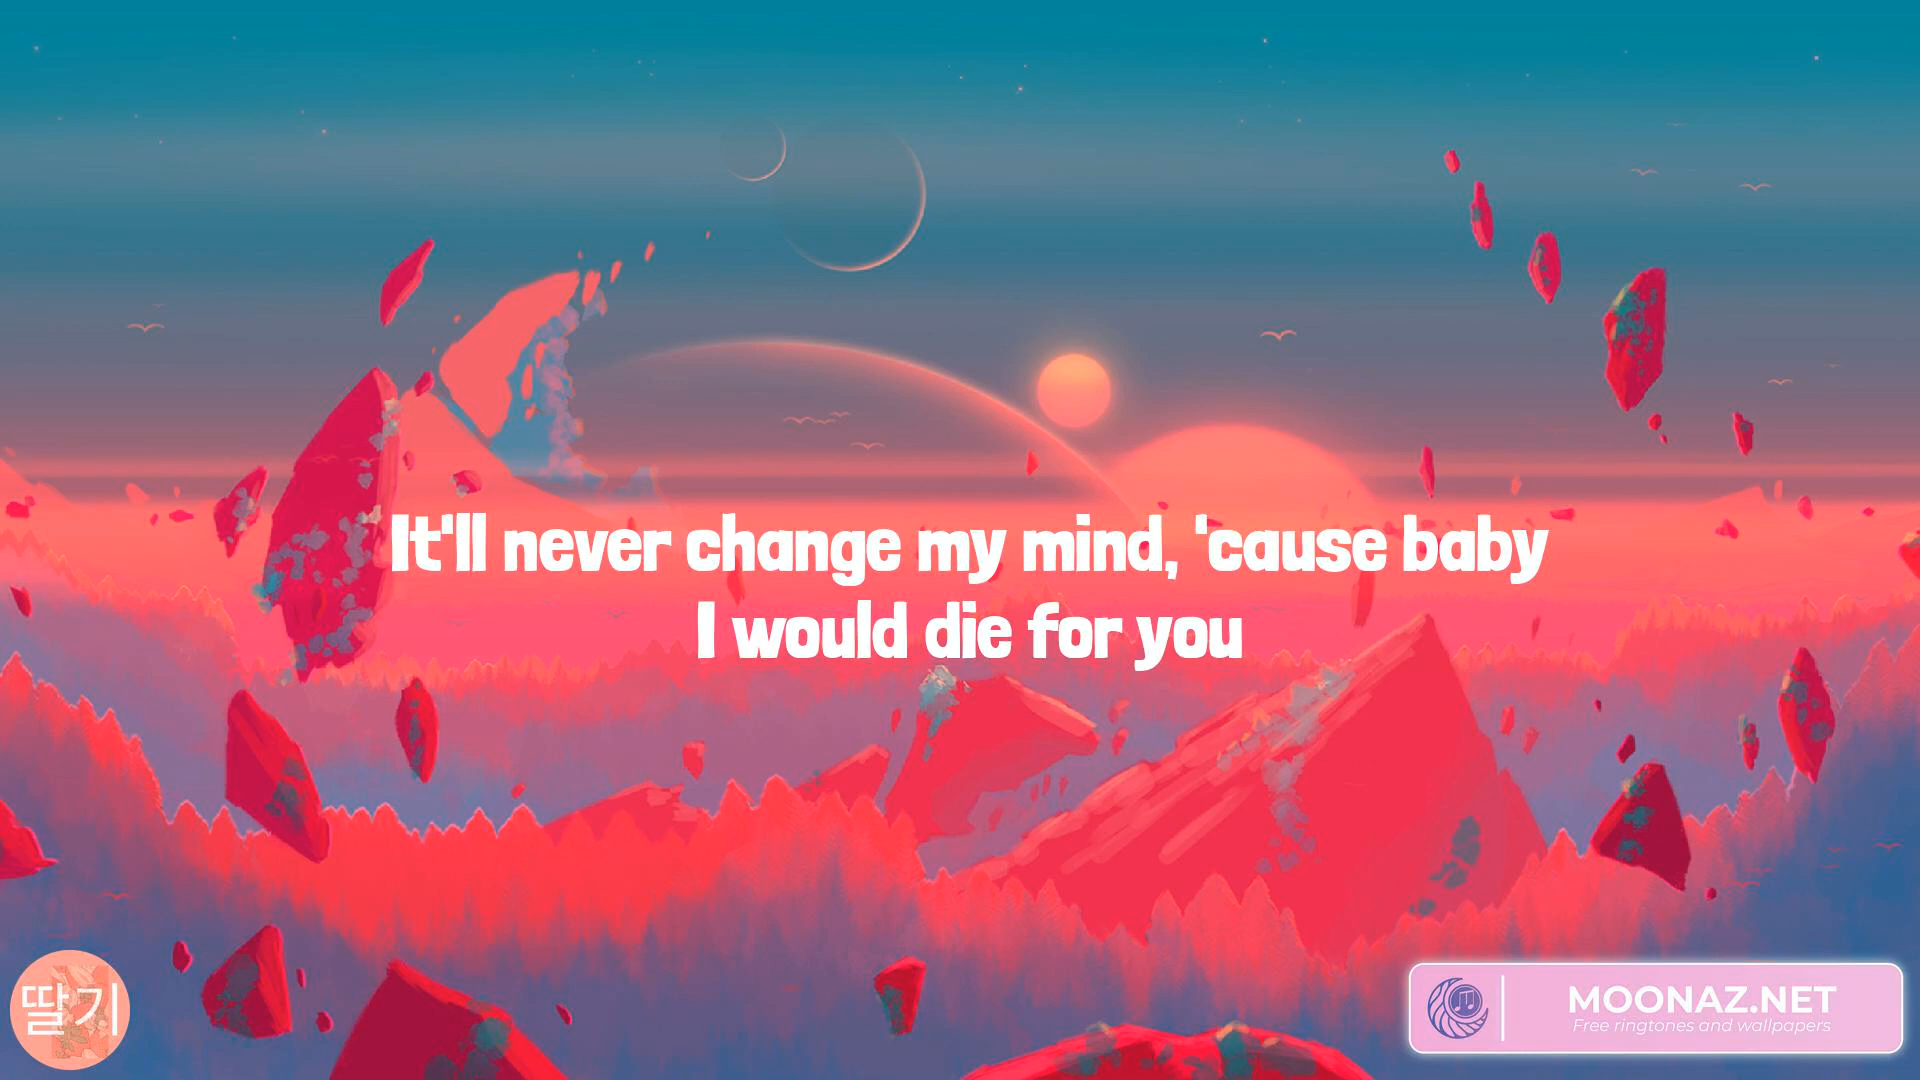 It'll never change my mind, 'cause baby
I would die for you
딸기
MOONAZ.NET
Free ringtones and wallpapers